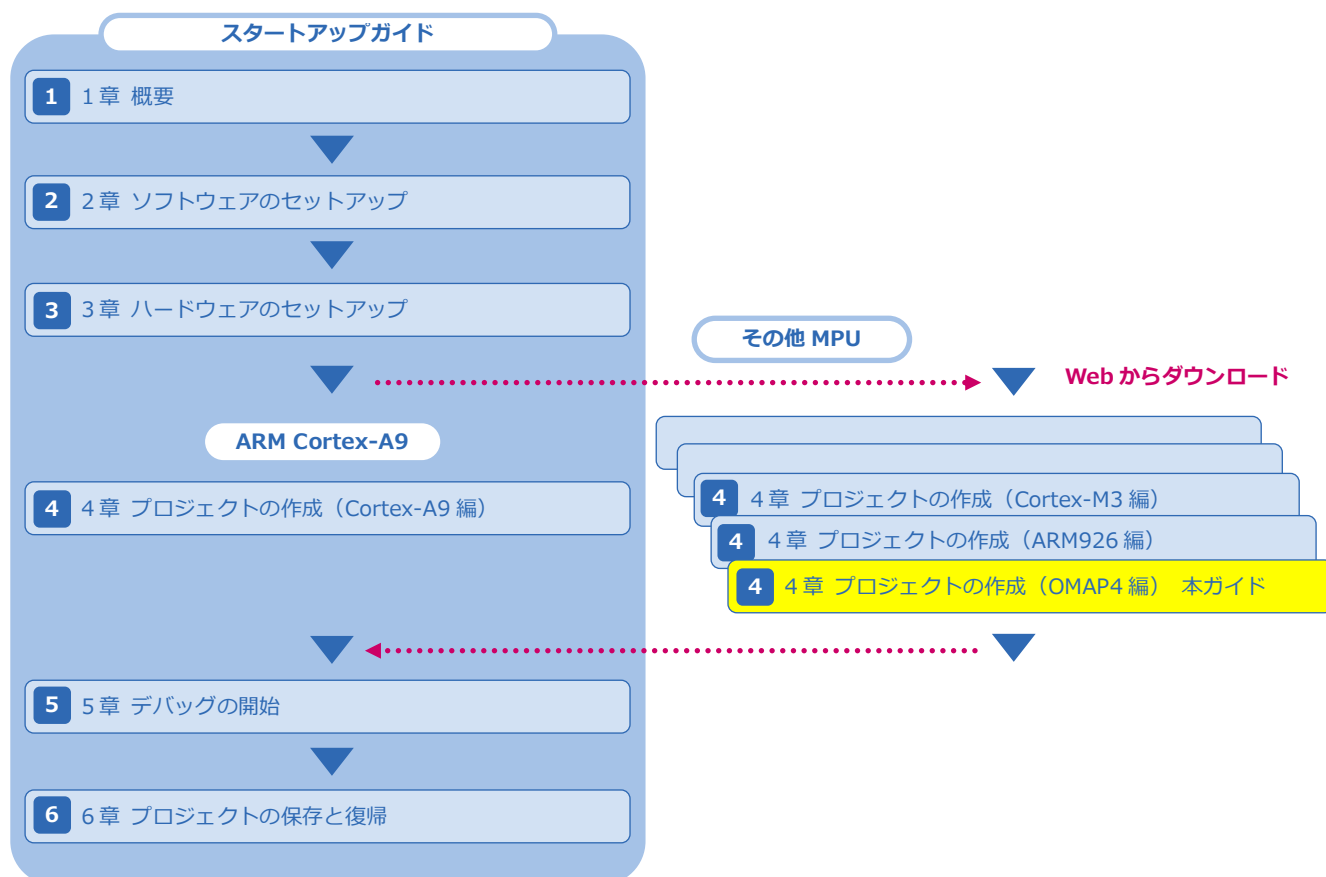 スタートアップガイド
1 1章 概要
2 2章 ソフトウェアのセットアップ
3 3章 ハードウェアのセットアップ
その他 MPU
Web からダウンロード
ARM Cortex-A9
4 4章 プロジェクトの作成（Cortex-A9 編）
4 4章 プロジェクトの作成（Cortex-M3 編）
4 4章 プロジェクトの作成（ARM926 編）
4 4章 プロジェクトの作成（OMAP4 編） 本ガイド
5 5章 デバッグの開始
6 6章 プロジェクトの保存と復帰